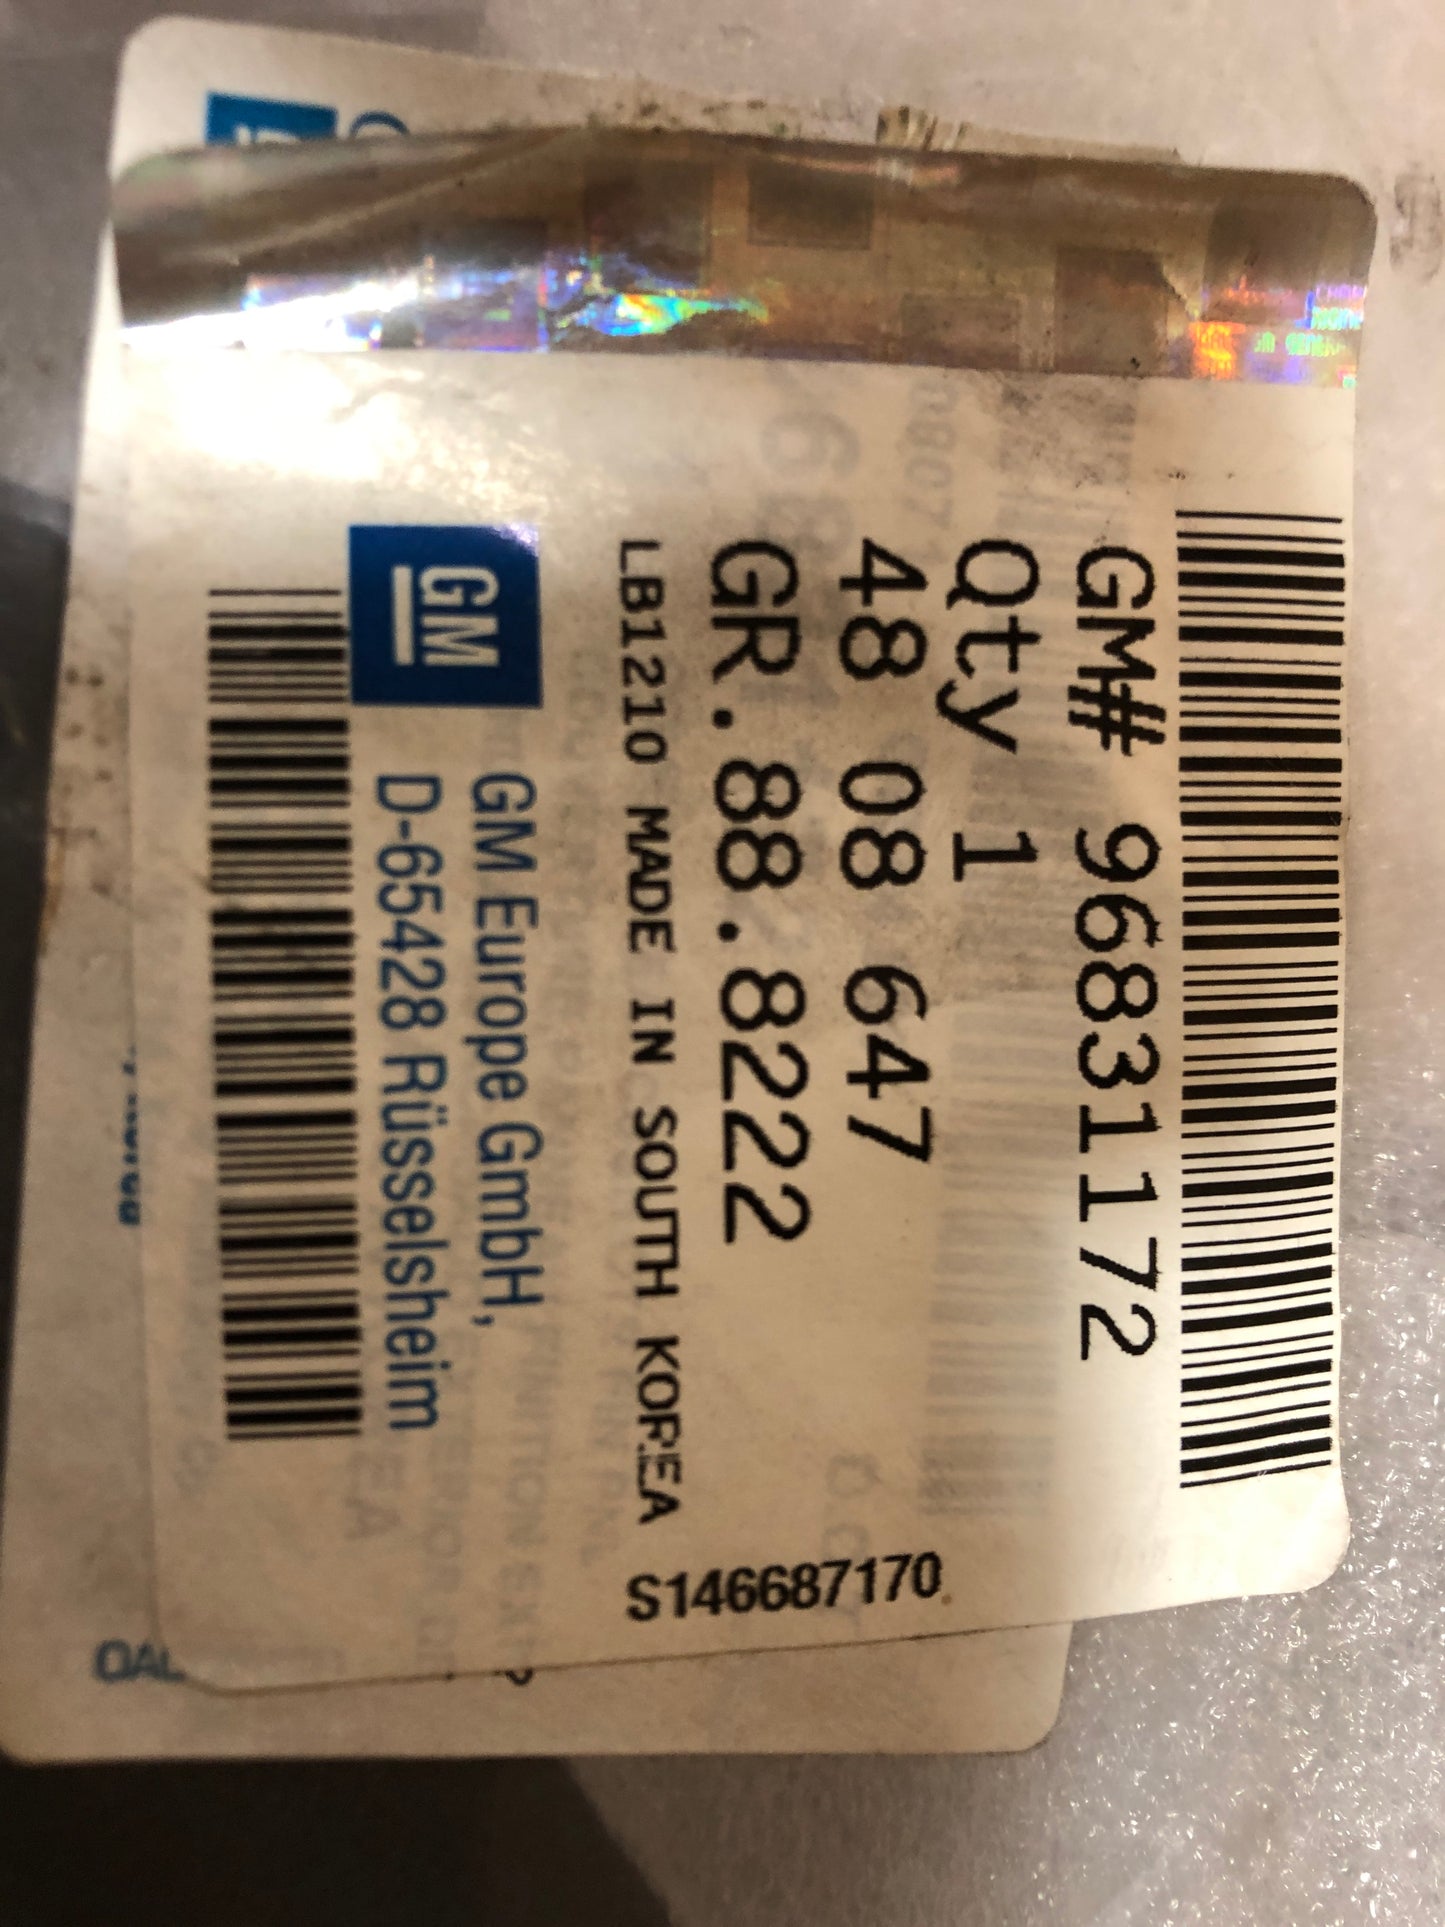 GM# 96831172
Qty 1
48 08 647
GR.88.8222
LB1210 MADE IN SOUTH KOREA
S146687170
GM
GM Europe GmbH,
D-65428 Rüsselsheim